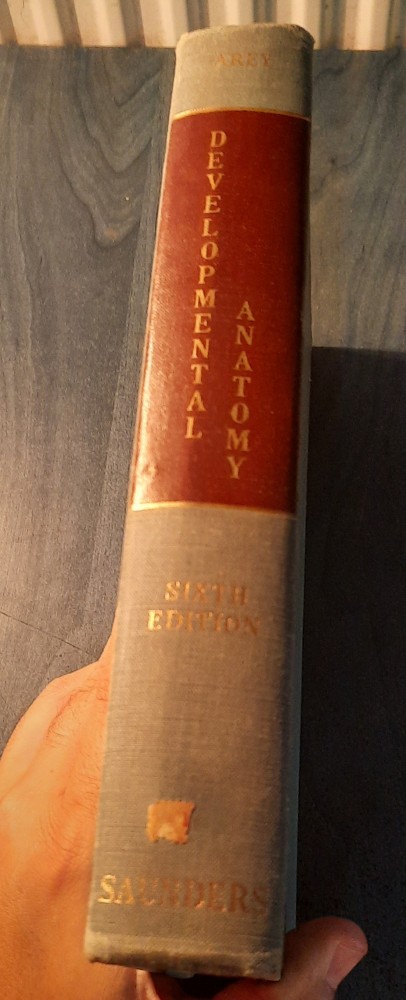 AREY
DEVELOPMENTAL
ANATOMY
SIXTH
EDITION
SAUNDERS